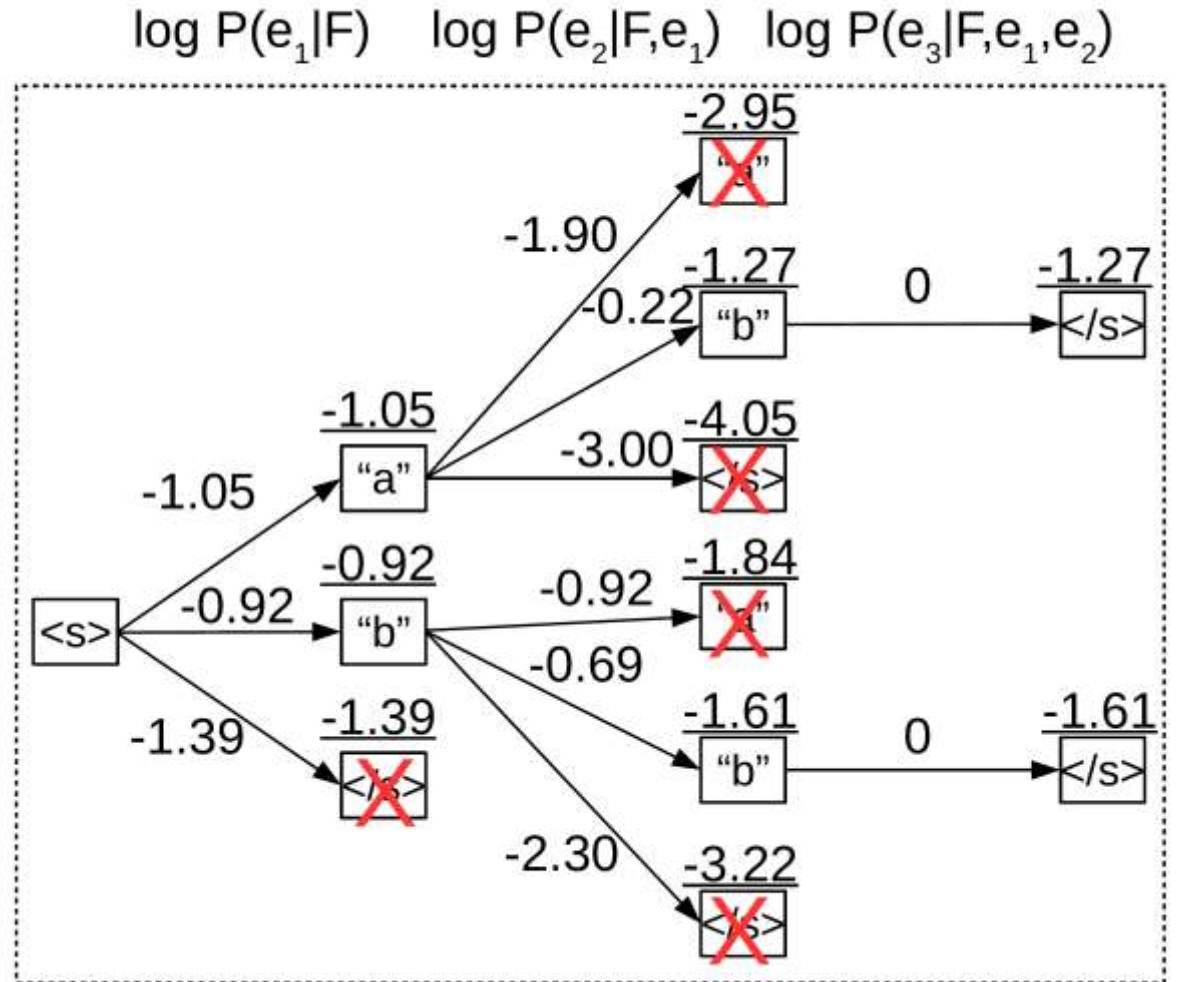 log P(e₁|F) log P(e₂|F,e₁) log P(e₃|F,e₁,e₂)
-2.95
“a”
-1.90
-1.27 0 -1.27
-0.22
“b” </s>
-1.05 -4.05
-3.00
“a” </s>
-1.05
-0.92 -1.84
-0.92
-0.92 “a”
<s> “b”
-0.69
-1.39 -1.61 0 -1.61
-1.39
</s> “b” </s>
-2.30 -3.22
</s>